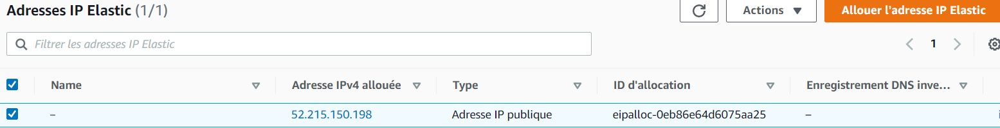 Adresses IP Elastic (1/1) Actions Allouer l'adresse IP Elastic
Filtrer les adresses IP Elastic 1
Name Adresse IPv4 allouée Type ID d'allocation Enregistrement DNS inve...
– 52.215.150.198 Adresse IP publique eipalloc-0eb86e64d6075aa25 –